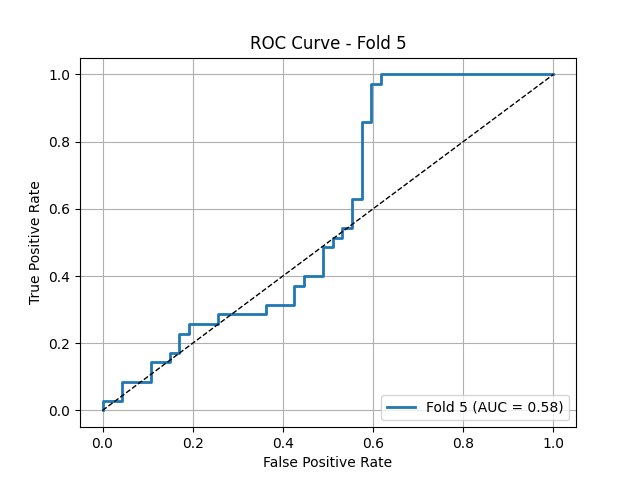 ROC Curve - Fold 5
True Positive Rate
1.0
0.8
0.6
0.4
0.2
0.0
Fold 5 (AUC = 0.58)
0.0 0.2 0.4 0.6 0.8 1.0
False Positive Rate